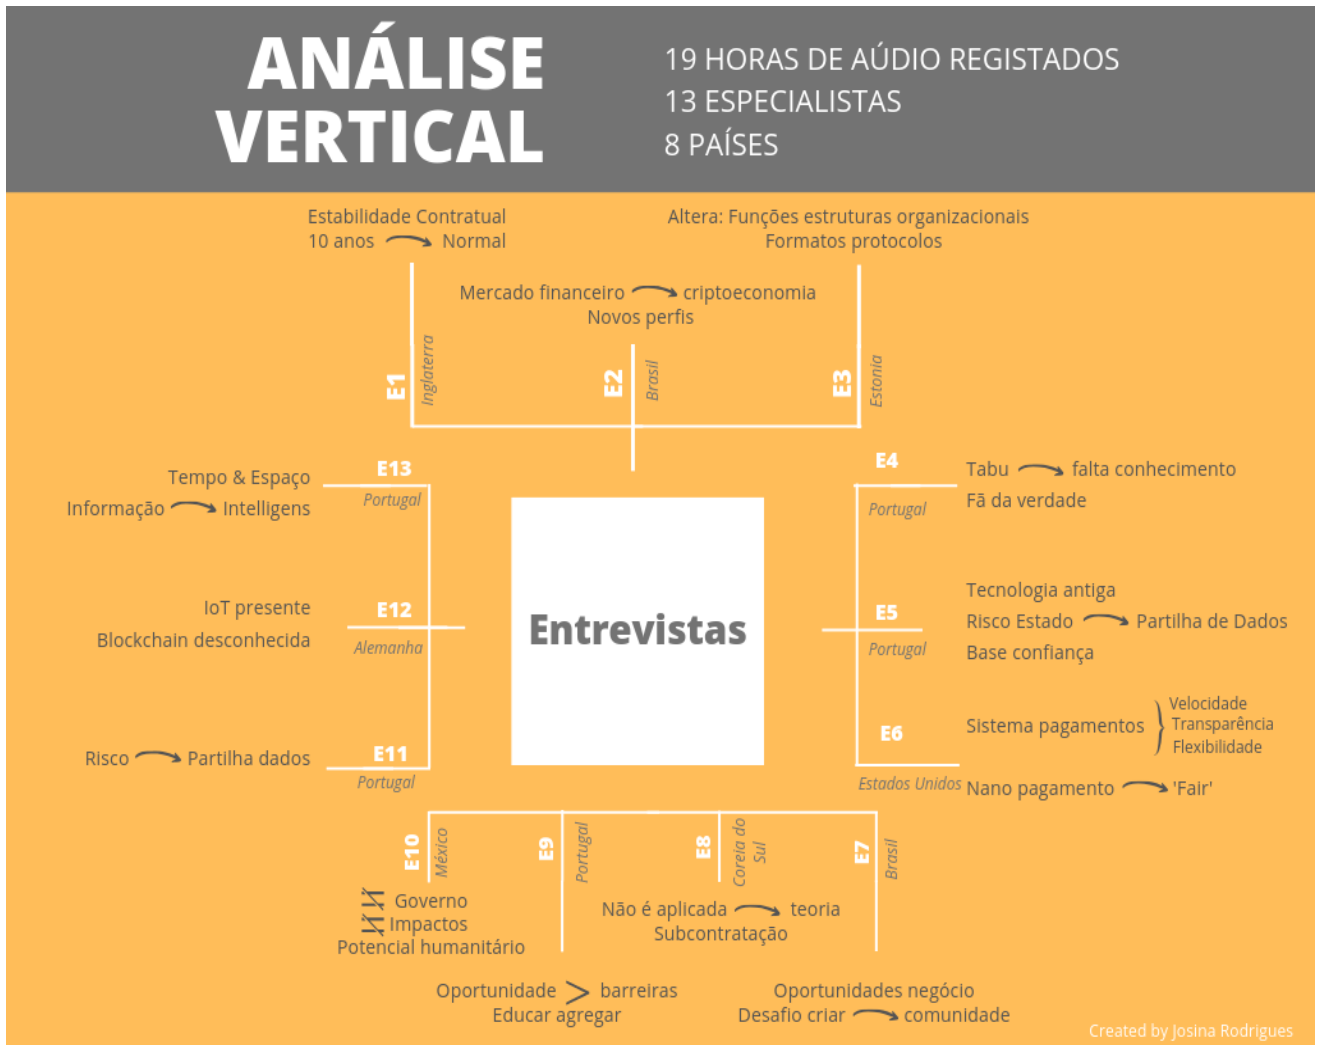 ANÁLISE
VERTICAL
19 HORAS DE AÚDIO REGISTADOS
13 ESPECIALISTAS
8 PAÍSES
Estabilidade Contratual
10 anos Normal
Altera: Funções estruturas organizacionais
Formatos protocolos
Mercado financeiro criptoeconomia
Novos perfis
E1
Inglaterra
E2
Brasil
E3
Estonia
E13
Portugal
Tempo & Espaço
Informação Intelligens
E4
Portugal
Tabu falta conhecimento
Fã da verdade
Entrevistas
E12
Alemanha
IoT presente
Blockchain desconhecida
E5
Portugal
Tecnologia antiga
Risco Estado Partilha de Dados
Base confiança
E11
Portugal
Risco Partilha dados
E6
Estados Unidos
Sistema pagamentos
Velocidade
Transparência
Flexibilidade
Nano pagamento 'Fair'
E10
México
Governo
Impactos
Potencial humanitário
E9
Portugal
Oportunidade > barreiras
Educar agregar
E8
Coreia do
Sul
Não é aplicada teoria
Subcontratação
E7
Brasil
Oportunidades negócio
Desafio criar comunidade
Created by Josina Rodrigues